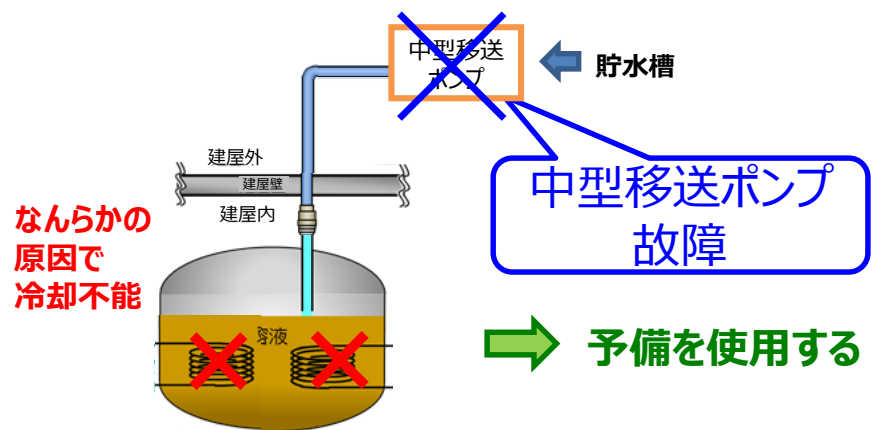 中型移送
ポンプ
貯水槽
建屋外
建屋壁
建屋内
中型移送ポンプ
故障
なんらかの
原因で
冷却不能
溶液
予備を使用する